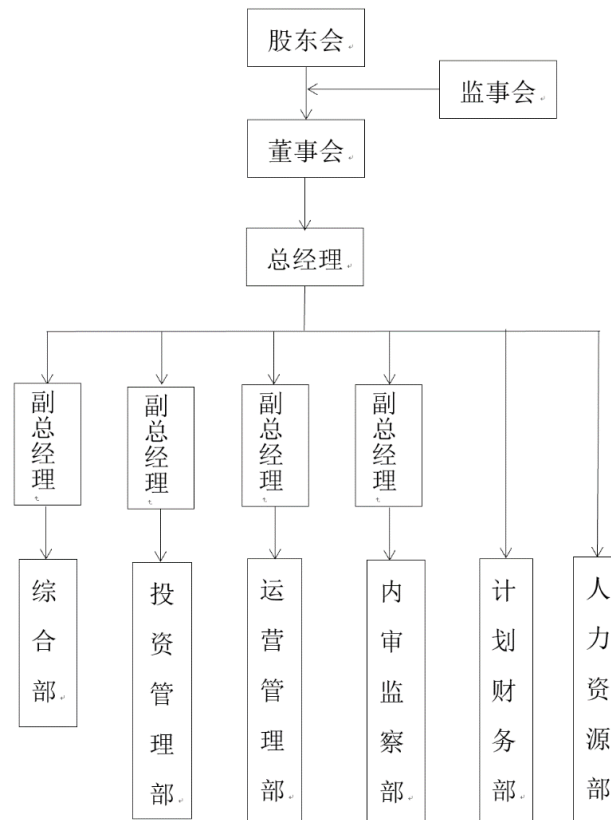 股东会
监事会
董事会
总经理
副总经理
副总经理
副总经理
副总经理
综合部
投资管理部
运营管理部
内审监察部
计划财务部
人力资源部